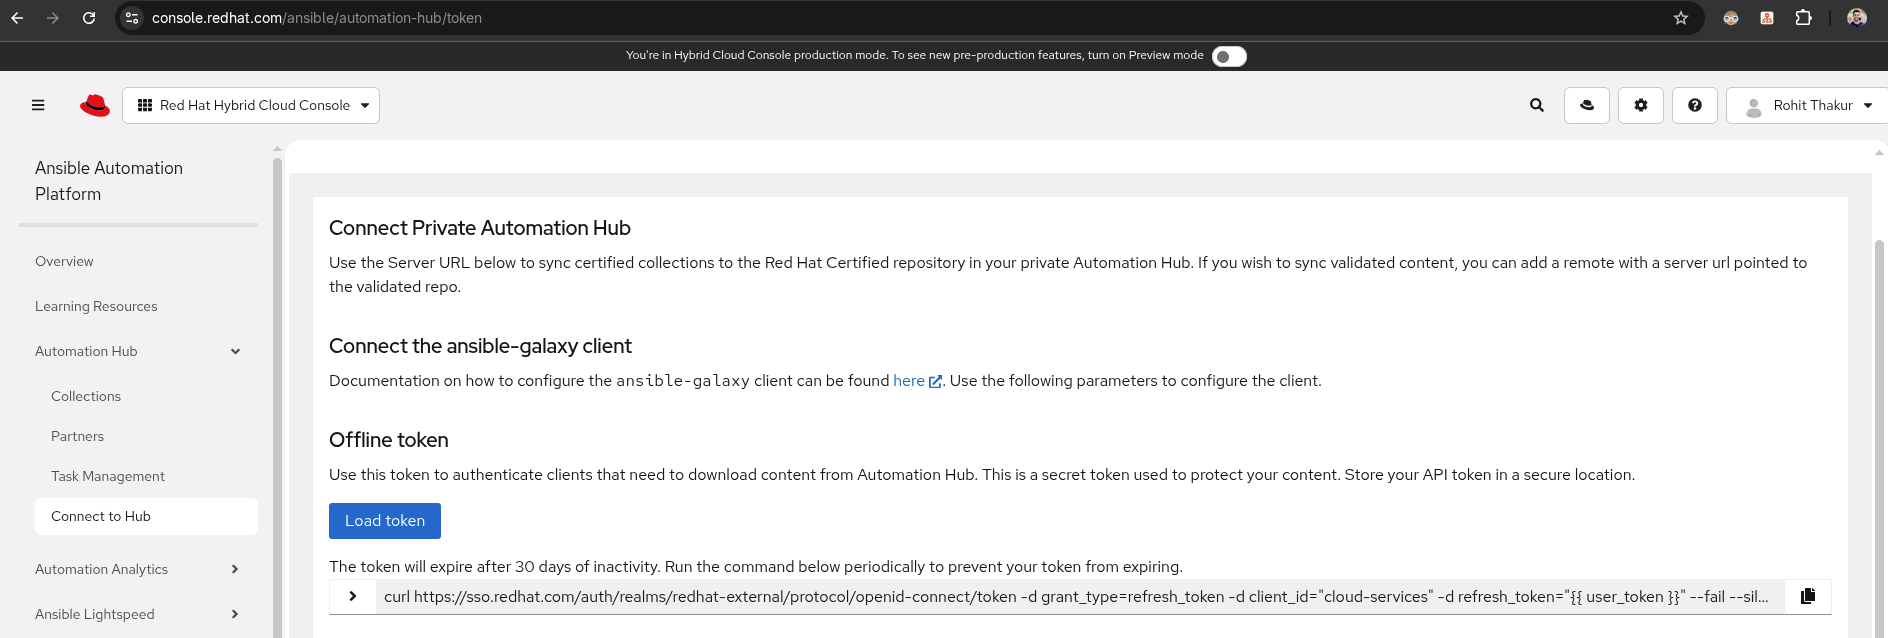 console.redhat.com/ansible/automation-hub/token
You're in Hybrid Cloud Console production mode. To see new pre-production features, turn on Preview mode
Red Hat Hybrid Cloud Console
Rohit Thakur
Ansible Automation
Platform
Overview
Learning Resources
Automation Hub
Collections
Partners
Task Management
Connect to Hub
Automation Analytics
Ansible Lightspeed
Connect Private Automation Hub
Use the Server URL below to sync certified collections to the Red Hat Certified repository in your private Automation Hub. If you wish to sync validated content, you can add a remote with a server url pointed to
the validated repo.
Connect the ansible-galaxy client
Documentation on how to configure the ansible-galaxy client can be found here. Use the following parameters to configure the client.
Offline token
Use this token to authenticate clients that need to download content from Automation Hub. This is a secret token used to protect your content. Store your API token in a secure location.
Load token
The token will expire after 30 days of inactivity. Run the command below periodically to prevent your token from expiring.
curl https://sso.redhat.com/auth/realms/redhat-external/protocol/openid-connect/token -d grant_type=refresh_token -d client_id="cloud-services" -d refresh_token="{{ user_token }}" --fail --sil...